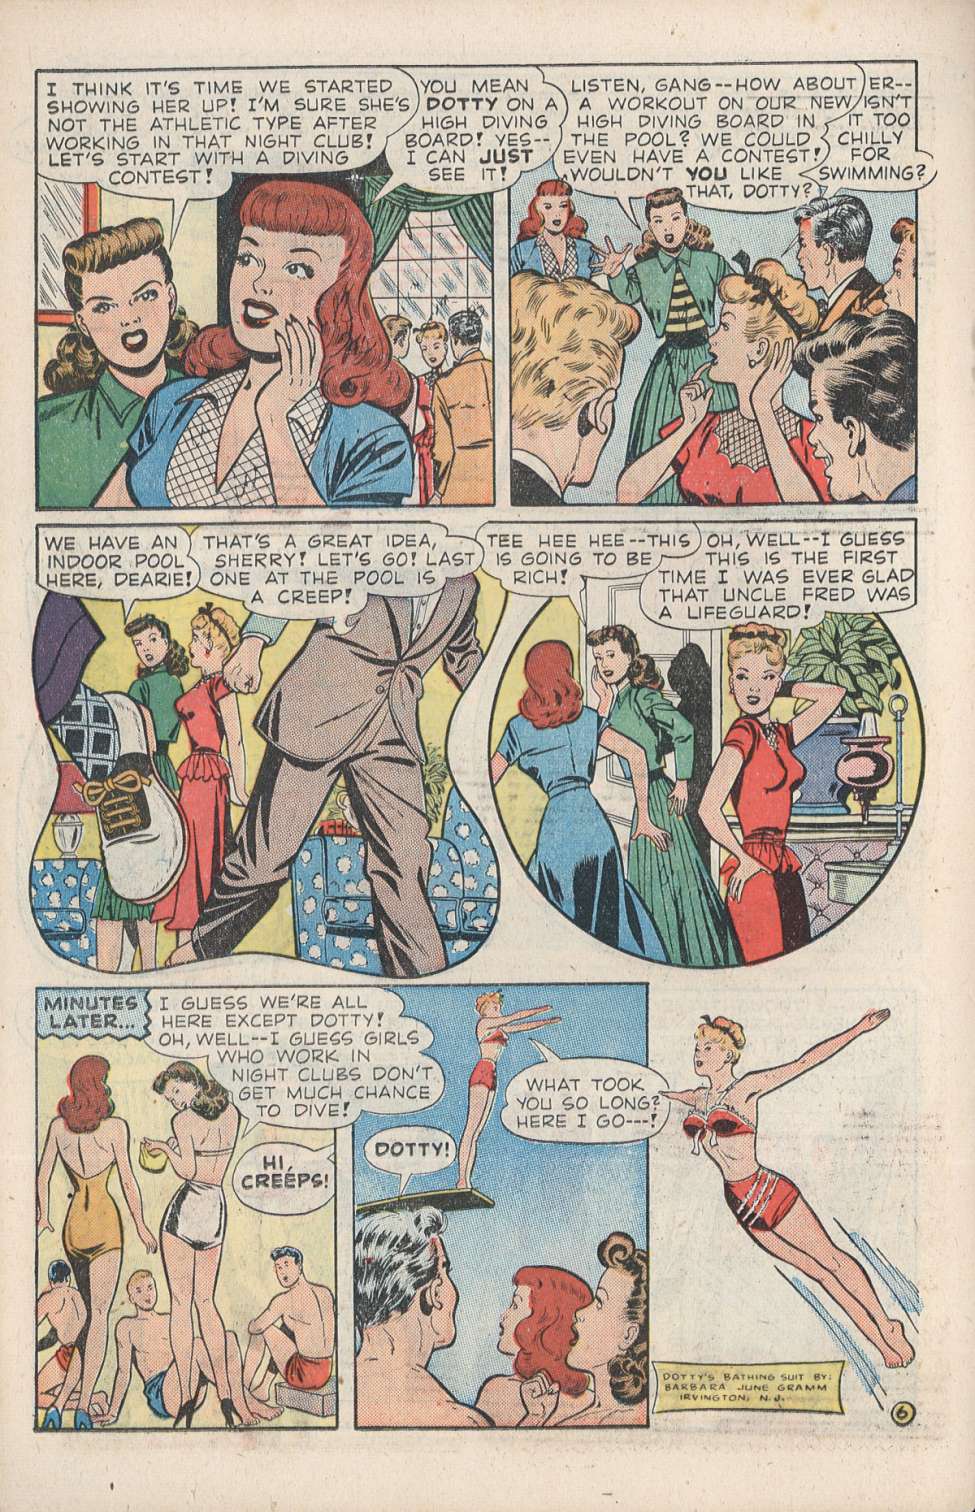 I THINK IT'S TIME WE STARTED
SHOWING HER UP! I'M SURE SHE'S
NOT THE ATHLETIC TYPE AFTER
WORKING IN THAT NIGHT CLUB!
LET'S START WITH A DIVING
CONTEST!
YOU MEAN
DOTTY ON A
HIGH DIVING
BOARD! YES--
I CAN JUST
SEE IT!
LISTEN, GANG--HOW ABOUT
A WORKOUT ON OUR NEW
HIGH DIVING BOARD IN
THE POOL? WE COULD
EVEN HAVE A CONTEST!
WOULDN'T YOU LIKE
THAT, DOTTY?
ER--
ISN'T
IT TOO
CHILLY
FOR
SWIMMING?
WE HAVE AN
INDOOR POOL
HERE, DEARIE!
THAT'S A GREAT IDEA,
SHERRY! LET'S GO! LAST
ONE AT THE POOL IS
A CREEP!
TEE HEE HEE--THIS
IS GOING TO BE
RICH!
OH, WELL--I GUESS
THIS IS THE FIRST
TIME I WAS EVER GLAD
THAT UNCLE FRED WAS
A LIFEGUARD!
MINUTES
LATER...
I GUESS WE'RE ALL
HERE EXCEPT DOTTY!
OH, WELL--I GUESS GIRLS
WHO WORK IN
NIGHT CLUBS DON'T
GET MUCH CHANCE
TO DIVE!
HI,
CREEPS!
DOTTY!
WHAT TOOK
YOU SO LONG?
HERE I GO---!
DOTTY'S BATHING SUIT BY:
BARBARA JUNE GRAMM
IRVINGTON, N.J.
6